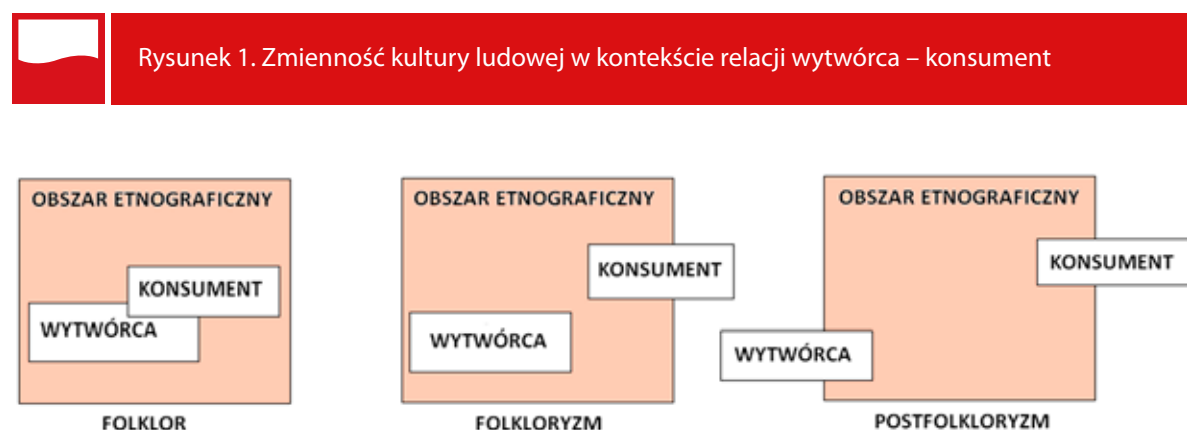 Rysunek 1. Zmienność kultury ludowej w kontekście relacji wytwórca – konsument
OBSZAR ETNOGRAFICZNY
KONSUMENT
WYTWÓRCA
FOLKLOR
OBSZAR ETNOGRAFICZNY
KONSUMENT
WYTWÓRCA
FOLKLORYZM
OBSZAR ETNOGRAFICZNY
KONSUMENT
WYTWÓRCA
POSTFOLKLORYZM